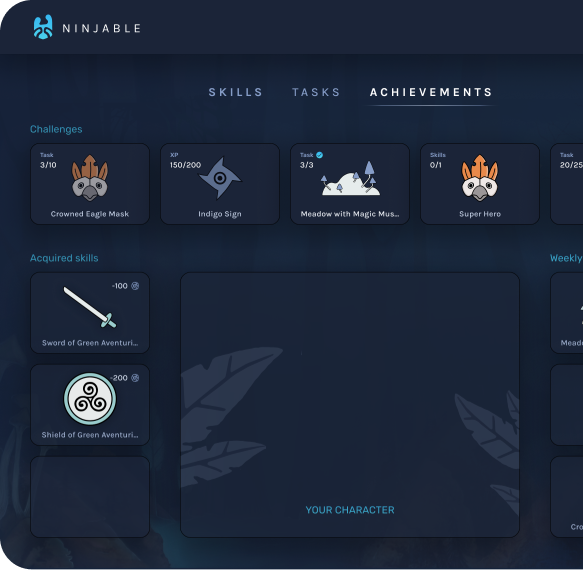 NINJABLE
SKILLS TASKS ACHIEVEMENTS
Challenges
Task
3/10
Crowned Eagle Mask
XP
150/200
Indigo Sign
Task
3/3
Meadow with Magic Mus...
Skills
0/1
Super Hero
Task
20/25
Acquired skills
-100
Sword of Green Aventuri...
-200
Shield of Green Aventuri...
YOUR CHARACTER
Weekly
Meado
Cro